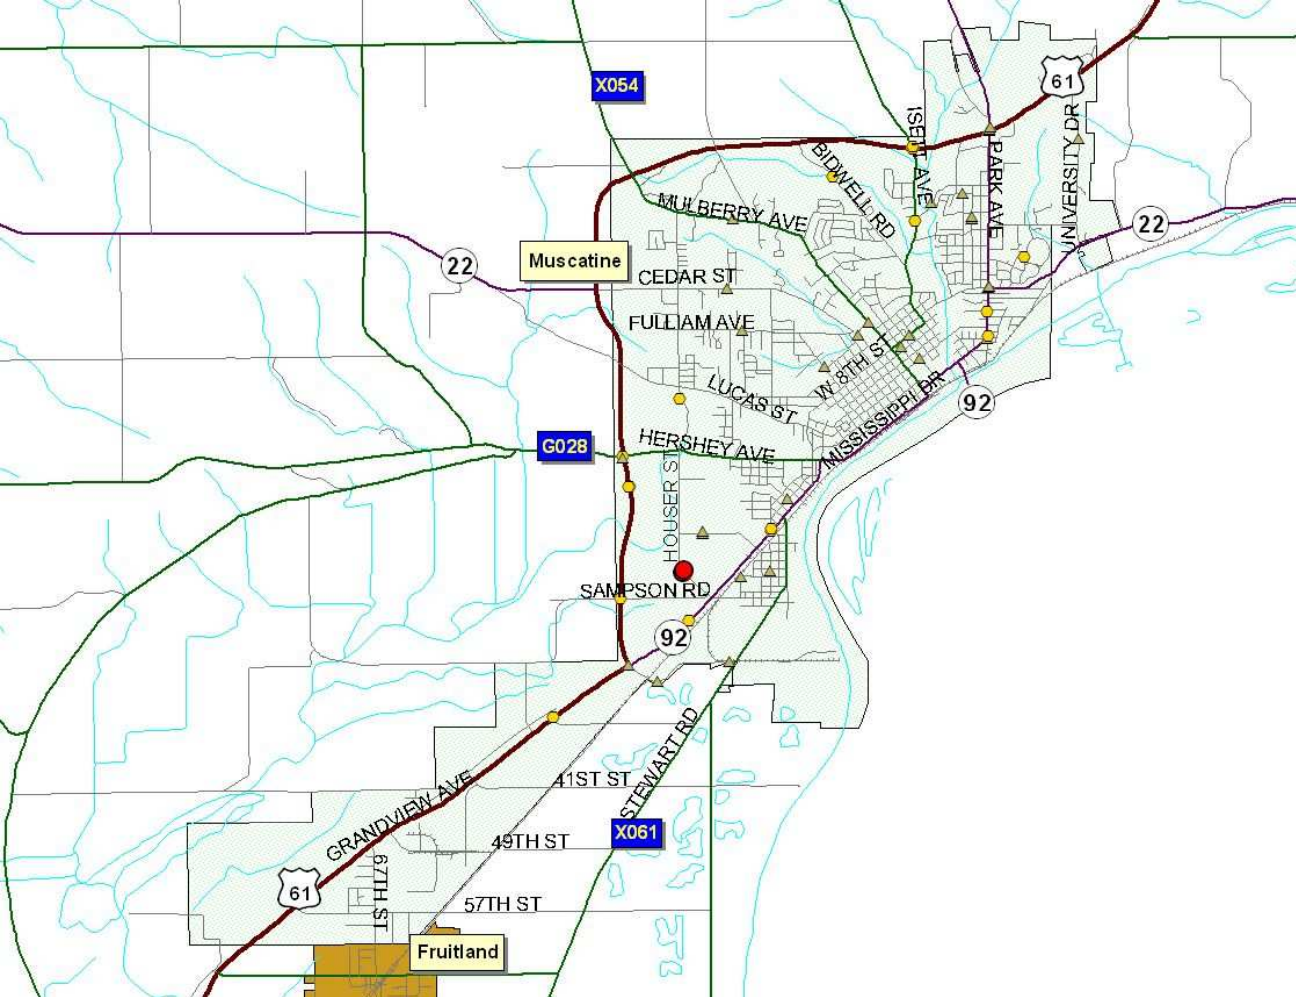 X054
61
ISETT AVE
BIDWELL RD
PARK AVE
UNIVERSITY DR
MULBERRY AVE
22
Muscatine
22
CEDAR ST
FULLIAM AVE
W 8TH ST
LUCAS ST
MISSISSIPPI DR
92
HERSHEY AVE
G028
HOUSER ST
SAMPSON RD
92
STEWART RD
41ST ST
GRANDVIEW AVE
X061
49TH ST
67TH ST
61
57TH ST
Fruitland